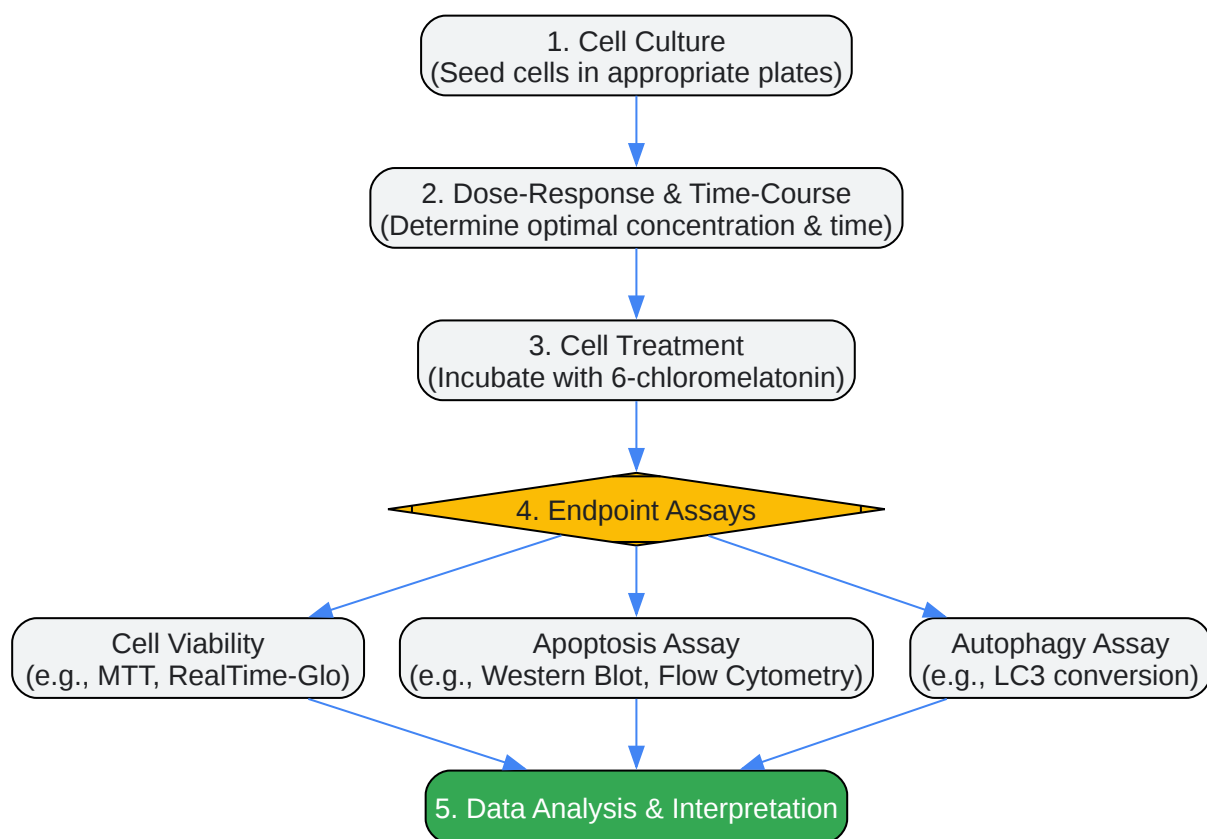 1. Cell Culture
(Seed cells in appropriate plates)
2. Dose-Response & Time-Course
(Determine optimal concentration & time)
3. Cell Treatment
(Incubate with 6-chloromelatonin)
4. Endpoint Assays
Cell Viability
(e.g., MTT, RealTime-Glo)
Apoptosis Assay
(e.g., Western Blot, Flow Cytometry)
Autophagy Assay
(e.g., LC3 conversion)
5. Data Analysis & Interpretation